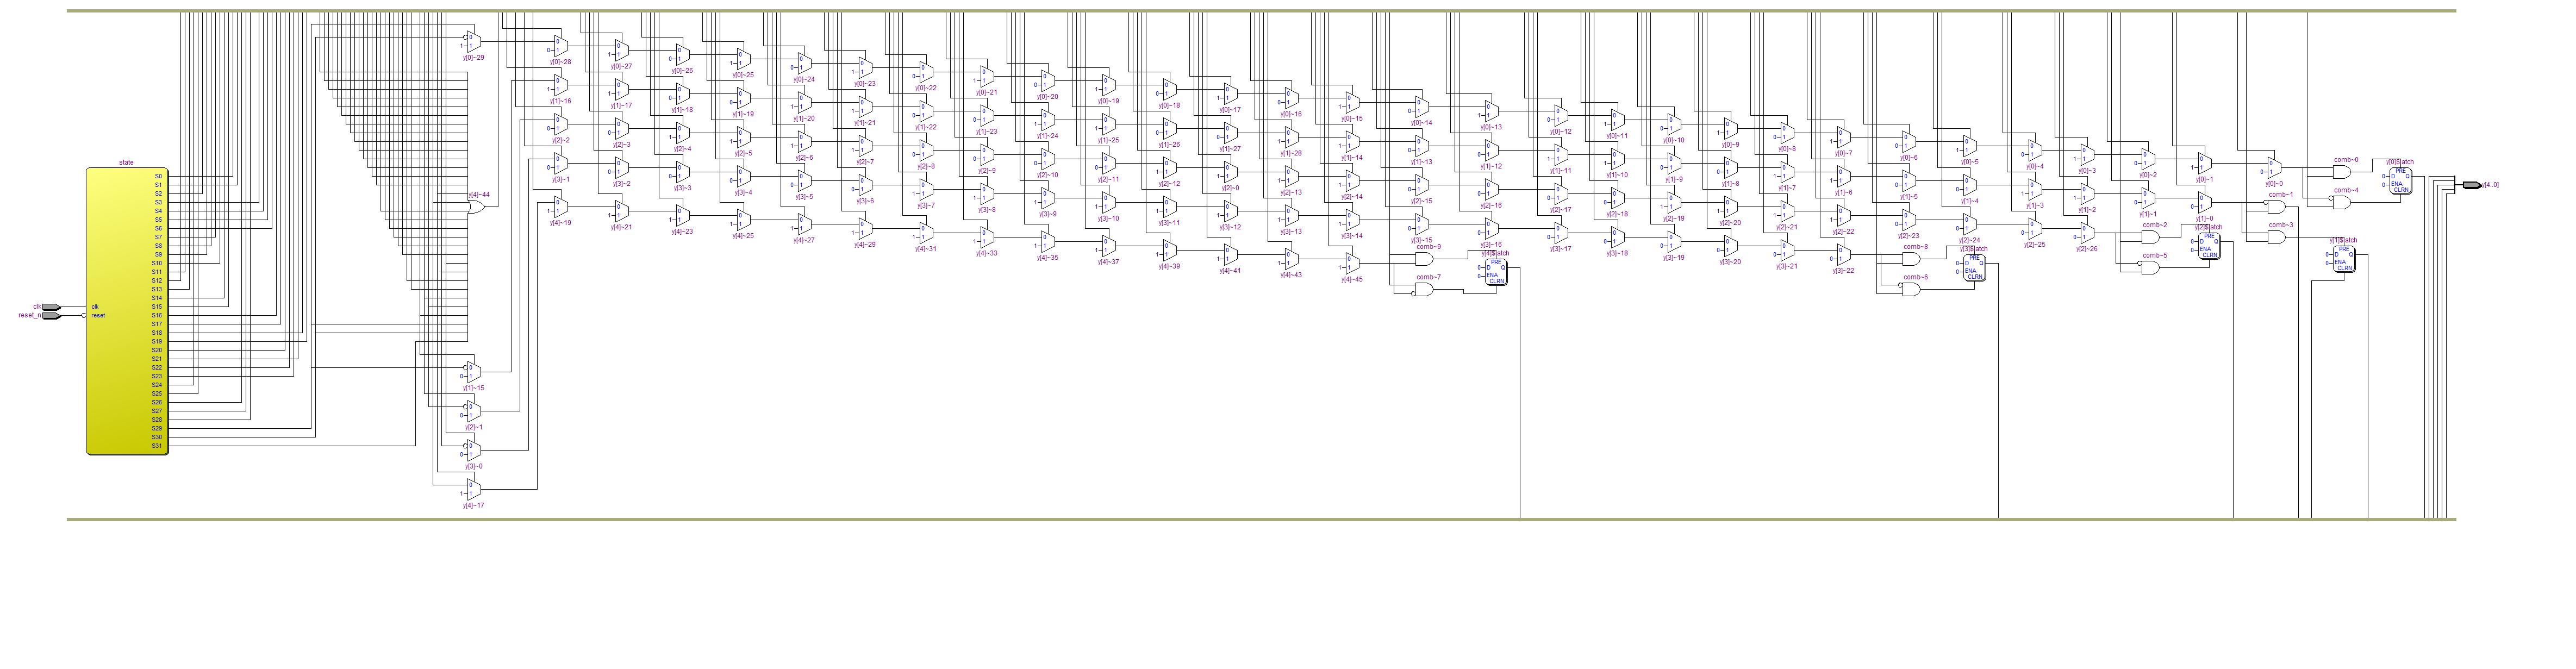 state
S0
S1
S2
S3
S4
S5
S6
S7
S8
S9
S10
S11
S12
S13
S14
S15
S16
S17
S18
S19
S20
S21
S22
S23
S24
S25
S26
S27
S28
S29
S30
S31
clk
clk
reset_n
reset
y[0]~29
y[4]~44
y[1]~15
y[2]~1
y[3]~0
y[4]~17
y[0]~28 y[0]~27 y[0]~26 y[0]~25 y[0]~24 y[0]~23 y[0]~22 y[0]~21 y[0]~20 y[0]~19 y[0]~18 y[0]~17 y[0]~16 y[0]~15 y[0]~14 y[0]~13 y[0]~12 y[0]~11 y[0]~10 y[0]~9 y[0]~8 y[0]~7 y[0]~6 y[0]~5 y[0]~4 y[0]~3 y[0]~2 y[0]~1 y[0]~0
y[1]~16 y[1]~17 y[1]~18 y[1]~19 y[1]~20 y[1]~21 y[1]~22 y[1]~23 y[1]~24 y[1]~25 y[1]~26 y[1]~27 y[1]~28 y[1]~14 y[1]~13 y[1]~12 y[1]~11 y[1]~10 y[1]~9 y[1]~8 y[1]~7 y[1]~6 y[1]~5 y[1]~4 y[1]~3 y[1]~2 y[1]~1 y[1]~0
y[2]~2 y[2]~3 y[2]~4 y[2]~5 y[2]~6 y[2]~7 y[2]~8 y[2]~9 y[2]~10 y[2]~11 y[2]~12 y[2]~0 y[2]~13 y[2]~14 y[2]~15 y[2]~16 y[2]~17 y[2]~18 y[2]~19 y[2]~20 y[2]~21 y[2]~22 y[2]~23 y[2]~24 y[2]~25 y[2]~26
y[3]~1 y[3]~2 y[3]~3 y[3]~4 y[3]~5 y[3]~6 y[3]~7 y[3]~8 y[3]~9 y[3]~10 y[3]~11 y[3]~12 y[3]~13 y[3]~14 y[3]~15 y[3]~16 y[3]~17 y[3]~18 y[3]~19 y[3]~20 y[3]~21 y[3]~22
y[4]~19 y[4]~21 y[4]~23 y[4]~25 y[4]~27 y[4]~29 y[4]~31 y[4]~33 y[4]~35 y[4]~37 y[4]~39 y[4]~41 y[4]~43 y[4]~45
comb~9
comb~7
y[4]$latch
PRE
D Q
ENA
CLRN
comb~8
comb~6
y[3]$latch
PRE
D Q
ENA
CLRN
comb~2
comb~5
y[2]$latch
PRE
D Q
ENA
CLRN
comb~1
comb~3
y[1]$latch
PRE
D Q
ENA
CLRN
comb~0
comb~4
y[0]$latch
PRE
D Q
ENA
CLRN
y[4..0]